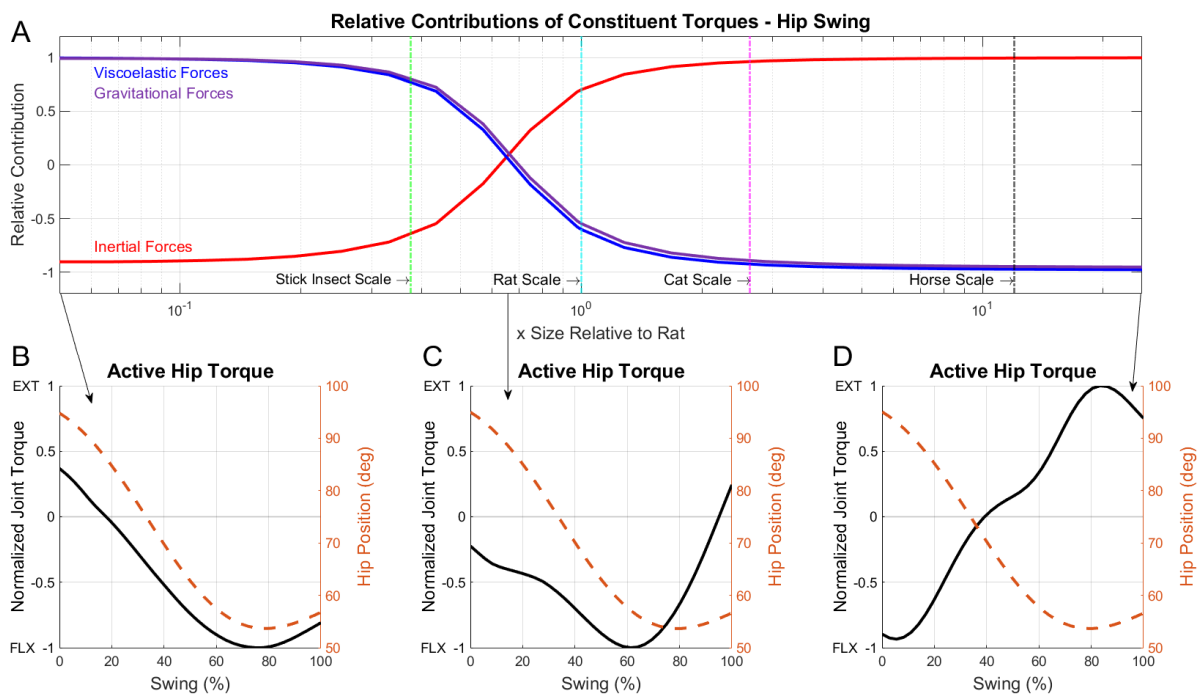 A
Relative Contributions of Constituent Torques - Hip Swing
Relative Contribution
1
0.5
0
-0.5
-1
Viscoelastic Forces
Gravitational Forces
Inertial Forces
Stick Insect Scale →
Rat Scale →
Cat Scale →
Horse Scale →
10^-1
10^0
10^1
x Size Relative to Rat
B
Active Hip Torque
Normalized Joint Torque
EXT 1
0.5
0
-0.5
FLX -1
0 20 40 60 80 100
Swing (%)
100
90
80
70
60
50
Hip Position (deg)
C
Active Hip Torque
Normalized Joint Torque
EXT 1
0.5
0
-0.5
FLX -1
0 20 40 60 80 100
Swing (%)
100
90
80
70
60
50
Hip Position (deg)
D
Active Hip Torque
Normalized Joint Torque
EXT 1
0.5
0
-0.5
FLX -1
0 20 40 60 80 100
Swing (%)
100
90
80
70
60
50
Hip Position (deg)